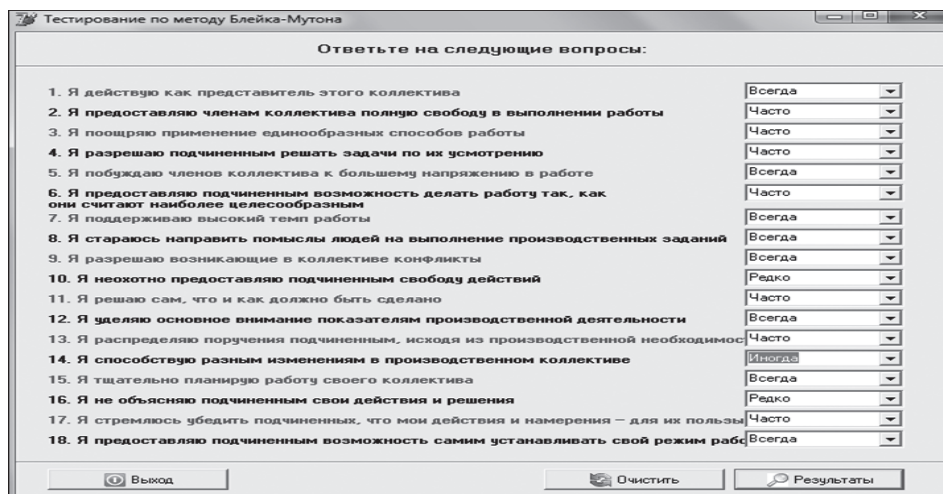 Тестирование по методу Блейка-Мутона
Ответьте на следующие вопросы:
1. Я действую как представитель этого коллектива Всегда
2. Я предоставляю членам коллектива полную свободу в выполнении работы Часто
3. Я поощряю применение единообразных способов работы Часто
4. Я разрешаю подчиненным решать задачи по их усмотрению Часто
5. Я побуждаю членов коллектива к большему напряжению в работе Всегда
6. Я предоставляю подчиненным возможность делать работу так, как Часто
они считают наиболее целесообразным
7. Я поддерживаю высокий темп работы Всегда
8. Я стараюсь направить помыслы людей на выполнение производственных заданий Всегда
9. Я разрешаю возникающие в коллективе конфликты Всегда
10. Я неохотно предоставляю подчиненным свободу действий Редко
11. Я решаю сам, что и как должно быть сделано Часто
12. Я уделяю основное внимание показателям производственной деятельности Всегда
13. Я распределяю поручения подчиненным, исходя из производственной необходимос Часто
14. Я способствую разным изменениям в производственном коллективе Иногда
15. Я тщательно планирую работу своего коллектива Всегда
16. Я не объясняю подчиненным свои действия и решения Редко
17. Я стремлюсь убедить подчиненных, что мои действия и намерения – для их пользы Часто
18. Я предоставляю подчиненным возможность самим устанавливать свой режим рабо Всегда
Выход Очистить Результаты